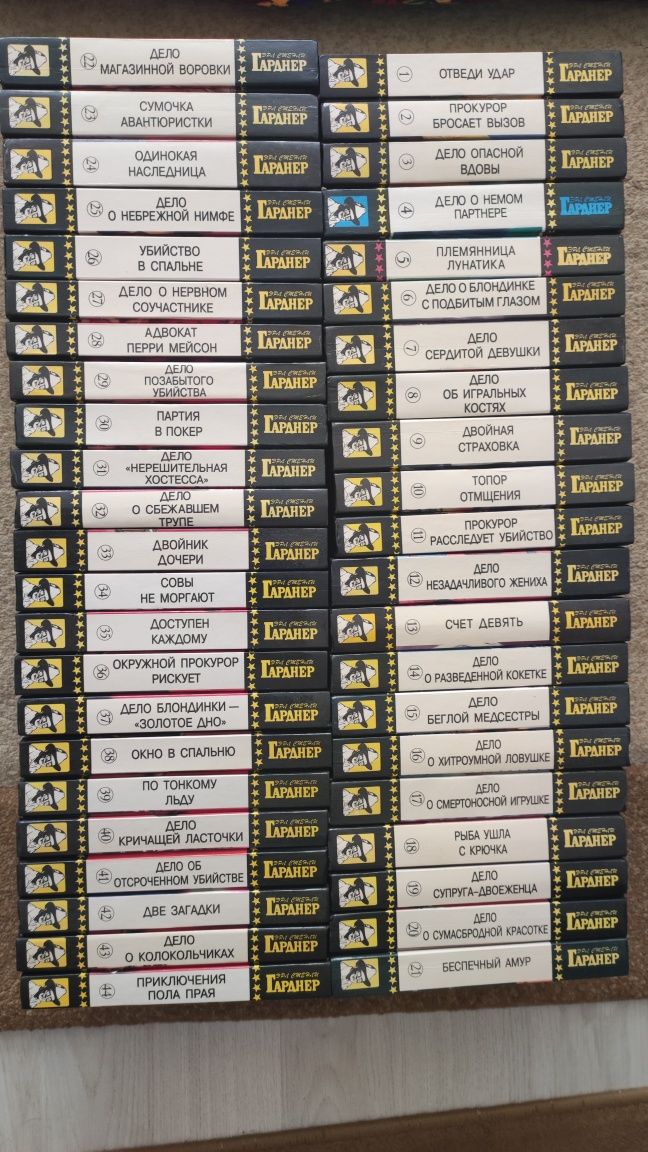 22
ДЕЛО
МАГАЗИННОЙ ВОРОВКИ
ЭРЛ СТЕНЛИ
ГАРДНЕР
23
СУМОЧКА
АВАНТЮРИСТКИ
ЭРЛ СТЕНЛИ
ГАРДНЕР
24
ОДИНОКАЯ
НАСЛЕДНИЦА
ЭРЛ СТЕНЛИ
ГАРДНЕР
25
ДЕЛО
О НЕБРЕЖНОЙ НИМФЕ
ЭРЛ СТЕНЛИ
ГАРДНЕР
26
УБИЙСТВО
В СПАЛЬНЕ
ЭРЛ СТЕНЛИ
ГАРДНЕР
27
ДЕЛО О НЕРВНОМ
СОУЧАСТНИКЕ
ЭРЛ СТЕНЛИ
ГАРДНЕР
28
АДВОКАТ
ПЕРРИ МЕЙСОН
ЭРЛ СТЕНЛИ
ГАРДНЕР
29
ДЕЛО
ПОЗАБЫТОГО
УБИЙСТВА
ЭРЛ СТЕНЛИ
ГАРДНЕР
30
ПАРТИЯ
В ПОКЕР
ЭРЛ СТЕНЛИ
ГАРДНЕР
31
ДЕЛО
«НЕРЕШИТЕЛЬНАЯ
ХОСТЕССА»
ЭРЛ СТЕНЛИ
ГАРДНЕР
32
ДЕЛО
О СБЕЖАВШЕМ
ТРУПЕ
ЭРЛ СТЕНЛИ
ГАРДНЕР
33
ДВОЙНИК
ДОЧЕРИ
ЭРЛ СТЕНЛИ
ГАРДНЕР
34
СОВЫ
НЕ МОРГАЮТ
ЭРЛ СТЕНЛИ
ГАРДНЕР
35
ДОСТУПЕН
КАЖДОМУ
ЭРЛ СТЕНЛИ
ГАРДНЕР
36
ОКРУЖНОЙ ПРОКУРОР
РИСКУЕТ
ЭРЛ СТЕНЛИ
ГАРДНЕР
37
ДЕЛО БЛОНДИНКИ —
«ЗОЛОТОЕ ДНО»
ЭРЛ СТЕНЛИ
ГАРДНЕР
38
ОКНО В СПАЛЬНЮ
ЭРЛ СТЕНЛИ
ГАРДНЕР
39
ПО ТОНКОМУ
ЛЬДУ
ЭРЛ СТЕНЛИ
ГАРДНЕР
40
ДЕЛО
КРИЧАЩЕЙ ЛАСТОЧКИ
ЭРЛ СТЕНЛИ
ГАРДНЕР
41
ДЕЛО ОБ
ОТСРОЧЕННОМ УБИЙСТВЕ
ЭРЛ СТЕНЛИ
ГАРДНЕР
42
ДВЕ ЗАГАДКИ
ЭРЛ СТЕНЛИ
ГАРДНЕР
43
ДЕЛО
О КОЛОКОЛЬЧИКАХ
ЭРЛ СТЕНЛИ
ГАРДНЕР
44
ПРИКЛЮЧЕНИЯ
ПОЛА ПРАЯ
ЭРЛ СТЕНЛИ
ГАРДНЕР
1
ОТВЕДИ УДАР
ЭРЛ СТЕНЛИ
ГАРДНЕР
2
ПРОКУРОР
БРОСАЕТ ВЫЗОВ
ЭРЛ СТЕНЛИ
ГАРДНЕР
3
ДЕЛО ОПАСНОЙ
ВДОВЫ
ЭРЛ СТЕНЛИ
ГАРДНЕР
4
ДЕЛО О НЕМОМ
ПАРТНЕРЕ
ЭРЛ СТЕНЛИ
ГАРДНЕР
5
ПЛЕМЯННИЦА
ЛУНАТИКА
ЭРЛ СТЕНЛИ
ГАРДНЕР
6
ДЕЛО О БЛОНДИНКЕ
С ПОДБИТЫМ ГЛАЗОМ
ЭРЛ СТЕНЛИ
ГАРДНЕР
7
ДЕЛО
СЕРДИТОЙ ДЕВУШКИ
ЭРЛ СТЕНЛИ
ГАРДНЕР
8
ДЕЛО
ОБ ИГРАЛЬНЫХ
КОСТЯХ
ЭРЛ СТЕНЛИ
ГАРДНЕР
9
ДВОЙНАЯ
СТРАХОВКА
ЭРЛ СТЕНЛИ
ГАРДНЕР
10
ТОПОР
ОТМЩЕНИЯ
ЭРЛ СТЕНЛИ
ГАРДНЕР
11
ПРОКУРОР
РАССЛЕДУЕТ УБИЙСТВО
ЭРЛ СТЕНЛИ
ГАРДНЕР
12
ДЕЛО
НЕЗАДАЧЛИВОГО ЖЕНИХА
ЭРЛ СТЕНЛИ
ГАРДНЕР
13
СЧЕТ ДЕВЯТЬ
ЭРЛ СТЕНЛИ
ГАРДНЕР
14
ДЕЛО
О РАЗВЕДЕННОЙ КОКЕТКЕ
ЭРЛ СТЕНЛИ
ГАРДНЕР
15
ДЕЛО
БЕГЛОЙ МЕДСЕСТРЫ
ЭРЛ СТЕНЛИ
ГАРДНЕР
16
ДЕЛО
О ХИТРОУМНОЙ ЛОВУШКЕ
ЭРЛ СТЕНЛИ
ГАРДНЕР
17
ДЕЛО
О СМЕРТОНОСНОЙ ИГРУШКЕ
ЭРЛ СТЕНЛИ
ГАРДНЕР
18
РЫБА УШЛА
С КРЮЧКА
ЭРЛ СТЕНЛИ
ГАРДНЕР
19
ДЕЛО
СУПРУГА-ДВОЕЖЕНЦА
ЭРЛ СТЕНЛИ
ГАРДНЕР
20
ДЕЛО
О СУМАСБРОДНОЙ КРАСОТКЕ
ЭРЛ СТЕНЛИ
ГАРДНЕР
21
БЕСПЕЧНЫЙ АМУР
ЭРЛ СТЕНЛИ
ГАРДНЕР